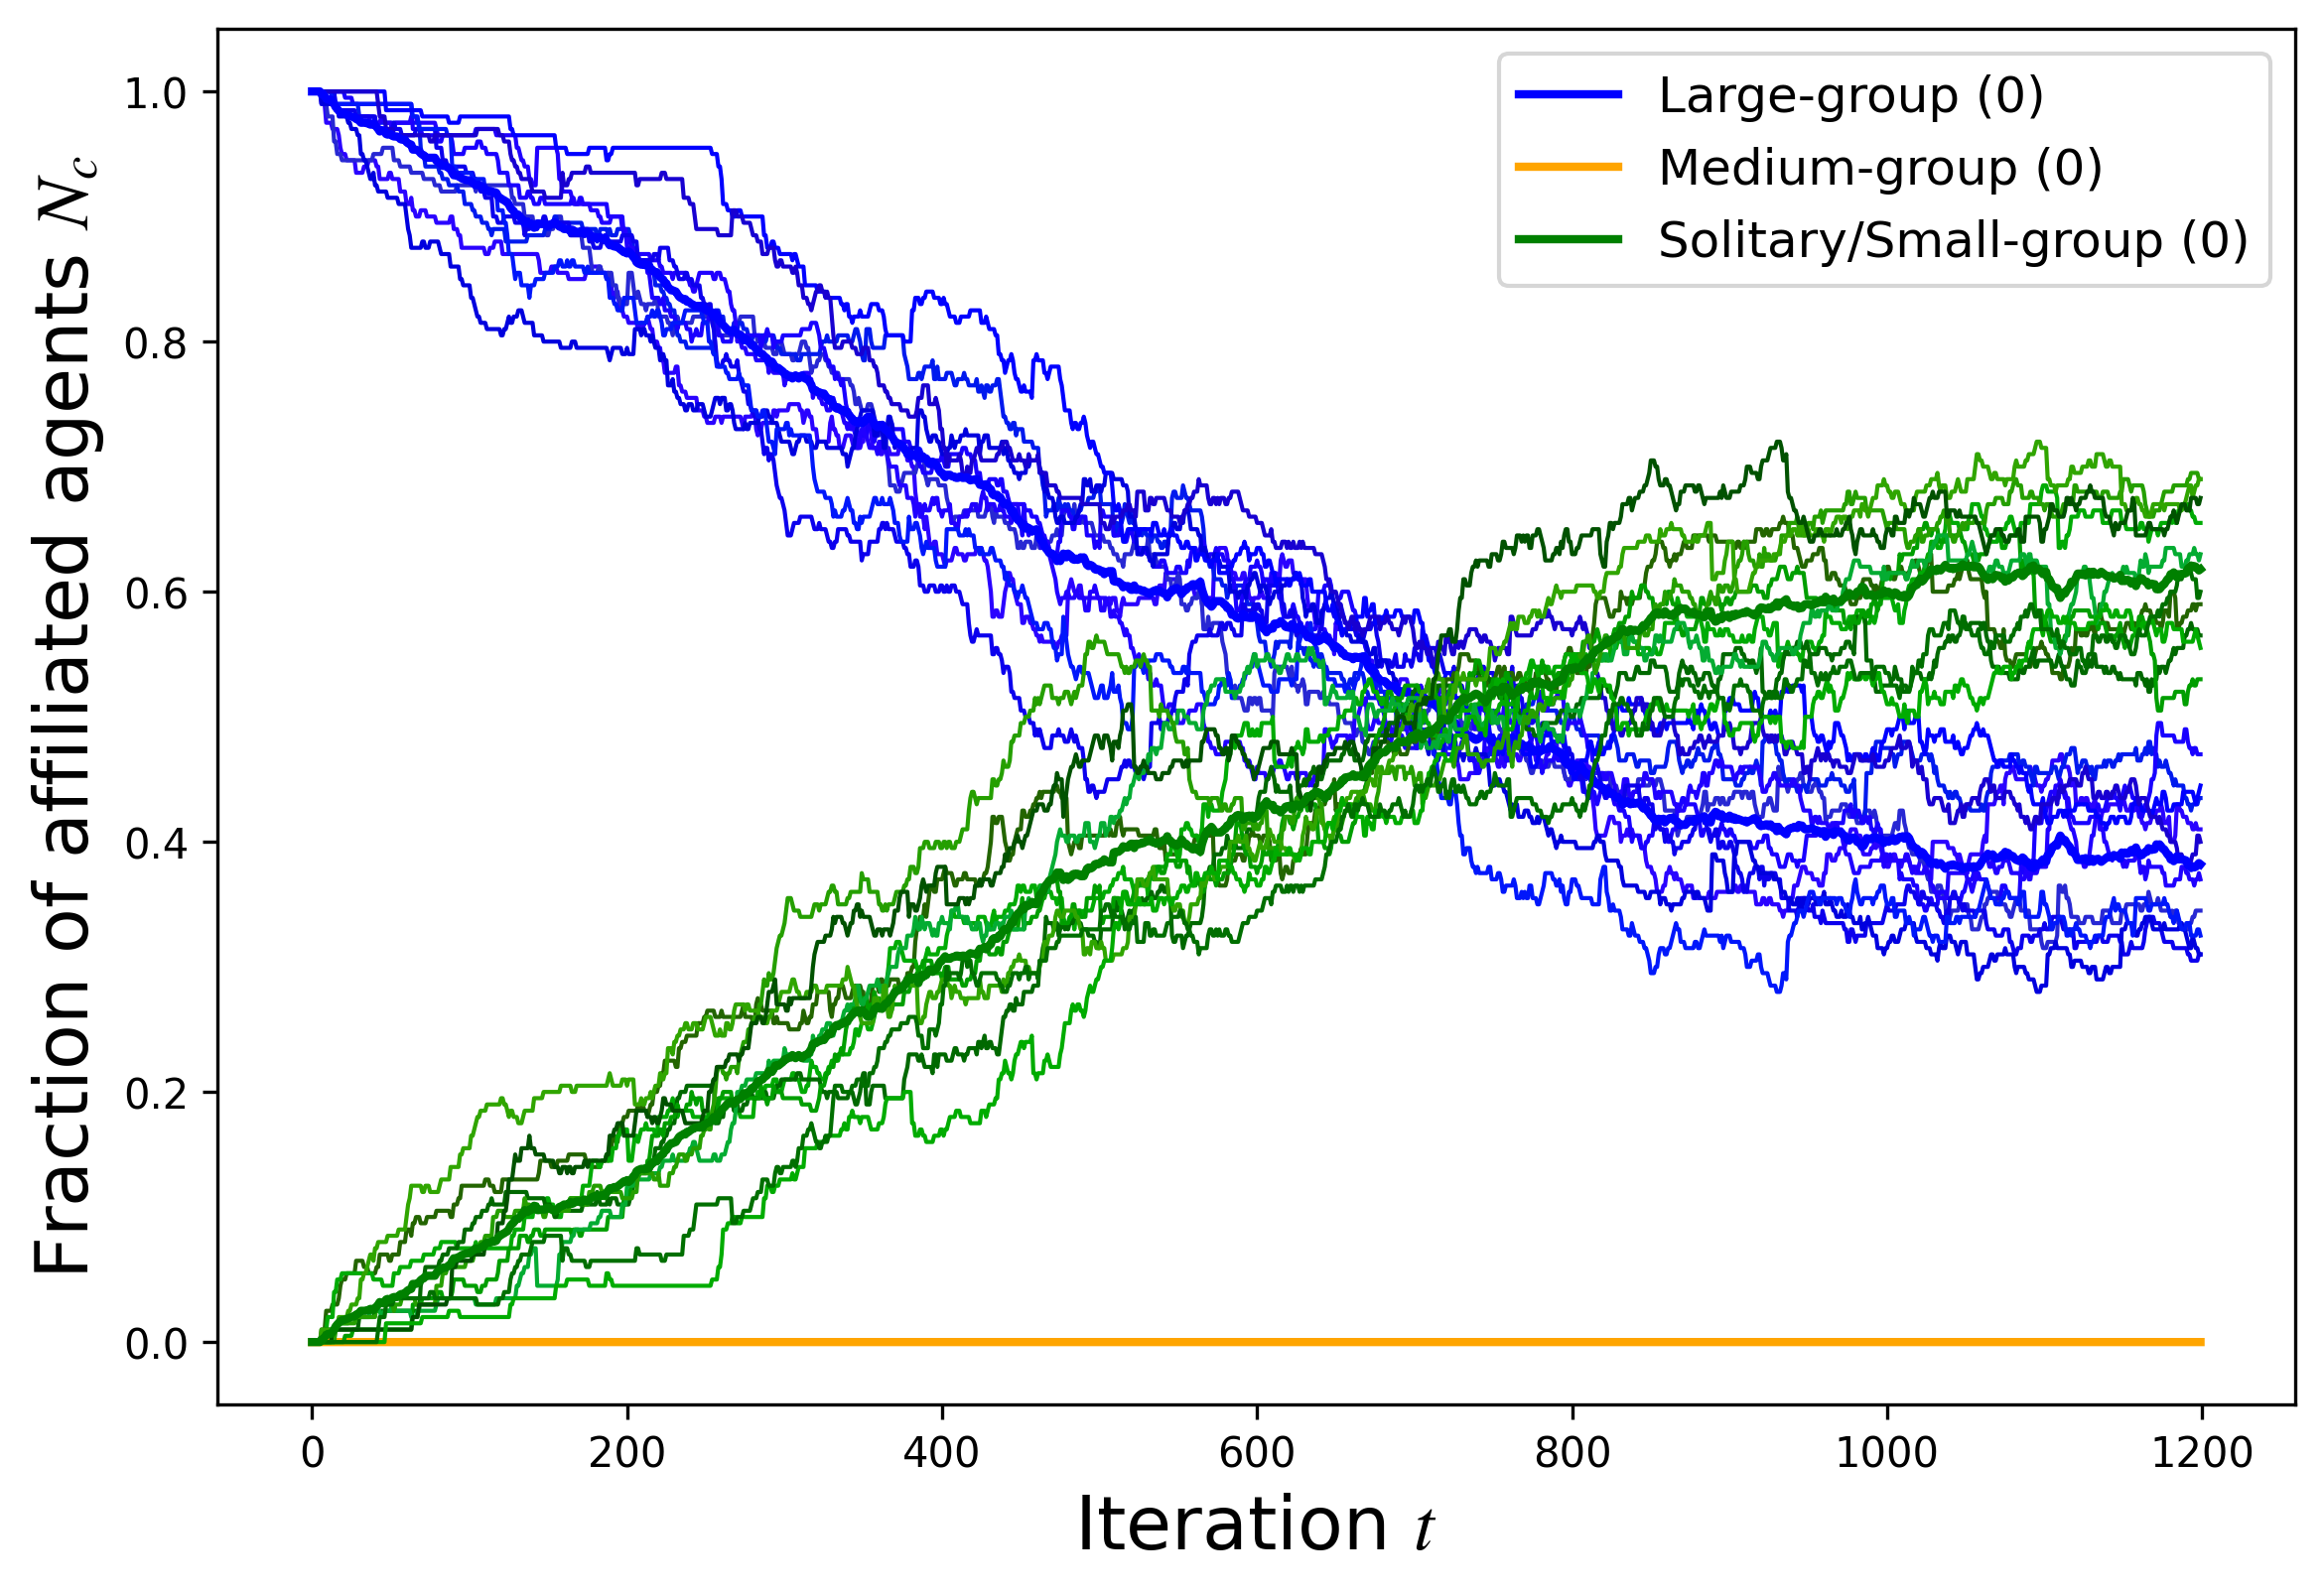 Large-group (0)
Medium-group (0)
Solitary/Small-group (0)
Fraction of affiliated agents N_c
1.0
0.8
0.6
0.4
0.2
0.0
0 200 400 600 800 1000 1200
Iteration t